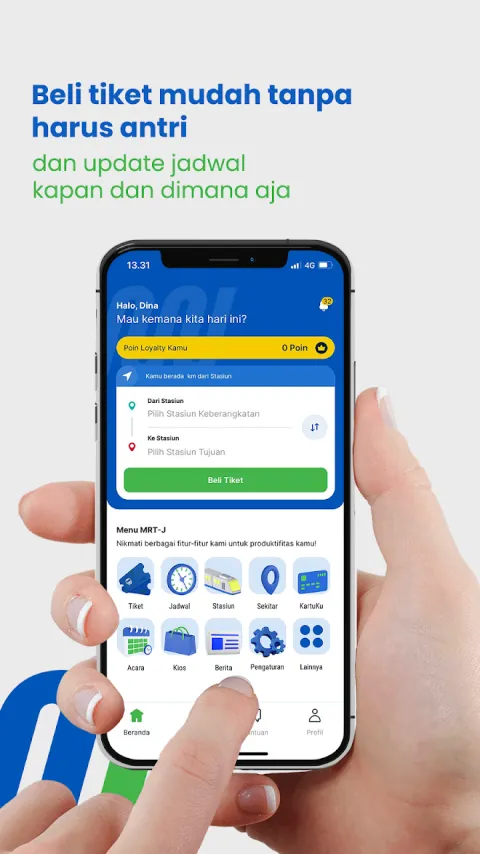 Beli tiket mudah tanpa
harus antri
dan update jadwal
kapan dan dimana aja
13.31
4G
Halo, Dina
32
Mau kemana kita hari ini?
Poin Loyalty Kamu
0 Poin
Kamu berada km dari Stasiun
Dari Stasiun
Pilih Stasiun Keberangkatan
Ke Stasiun
Pilih Stasiun Tujuan
Beli Tiket
Menu MRT-J
Nikmati berbagai fitur-fitur kami untuk produktifitas kamu!
Tiket
Jadwal
Stasiun
Sekitar
KartuKu
Acara
Kios
Berita
Pengaturan
Lainnya
Beranda
Profil